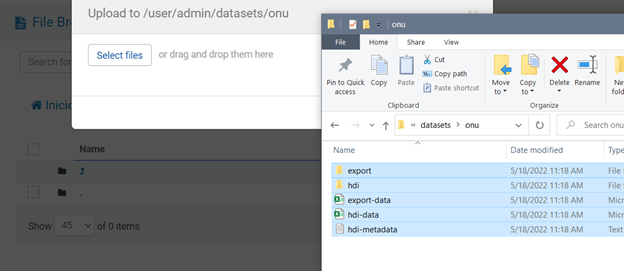 Upload to /user/admin/datasets/onu
File Bro
Select files
or drag and drop them here
Search for
Inicio
Name
.
Show 45 of 0 items
onu
File Home Share View
Pin to Quick access
Copy
Paste
Cut
Copy path
Paste shortcut
Move to
Copy to
Delete
Rename
New
Clipboard
Organize
« datasets > onu
Search onu
Name Date modified Type
export 5/18/2022 11:18 AM File
hdi 5/18/2022 11:18 AM File
export-data 5/18/2022 11:18 AM Micr
hdi-data 5/18/2022 11:18 AM Micr
hdi-metadata 5/18/2022 11:18 AM Text